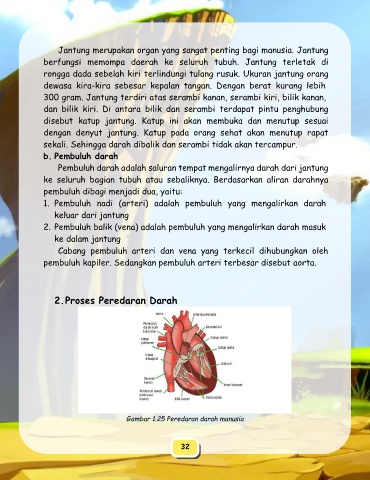 Jantung merupakan organ yang sangat penting bagi manusia. Jantung
berfungsi memompa daerah ke seluruh tubuh. Jantung terletak di
rongga dada sebelah kiri terlindungi tulang rusuk. Ukuran jantung orang
dewasa kira-kira sebesar kepalan tangan. Dengan berat kurang lebih
300 gram. Jantung terdiri atas serambi kanan, serambi kiri, bilik kanan,
dan bilik kiri. Di antara bilik dan serambi terdapat pintu penghubung
disebut katup jantung. Katup ini akan membuka dan menutup sesuai
dengan denyut jantung. Katup pada orang sehat akan menutup rapat
sekali. Sehingga darah dibalik dan serambi tidak akan tercampur.
b. Pembuluh darah
Pembuluh darah adalah saluran tempat mengalirnya darah dari jantung
ke seluruh bagian tubuh atau sebaliknya. Berdasarkan aliran darahnya
pembuluh dibagi menjadi dua, yaitu:
1. Pembuluh nadi (arteri) adalah pembuluh yang mengalirkan darah
keluar dari jantung
2. Pembuluh balik (vena) adalah pembuluh yang mengalirkan darah masuk
ke dalam jantung
Cabang pembuluh arteri dan vena yang terkecil dihubungkan oleh
pembuluh kapiler. Sedangkan pembuluh arteri terbesar disebut aorta.
2.Proses Peredaran Darah
Gambar 1.25 Peredaran darah manusia
32